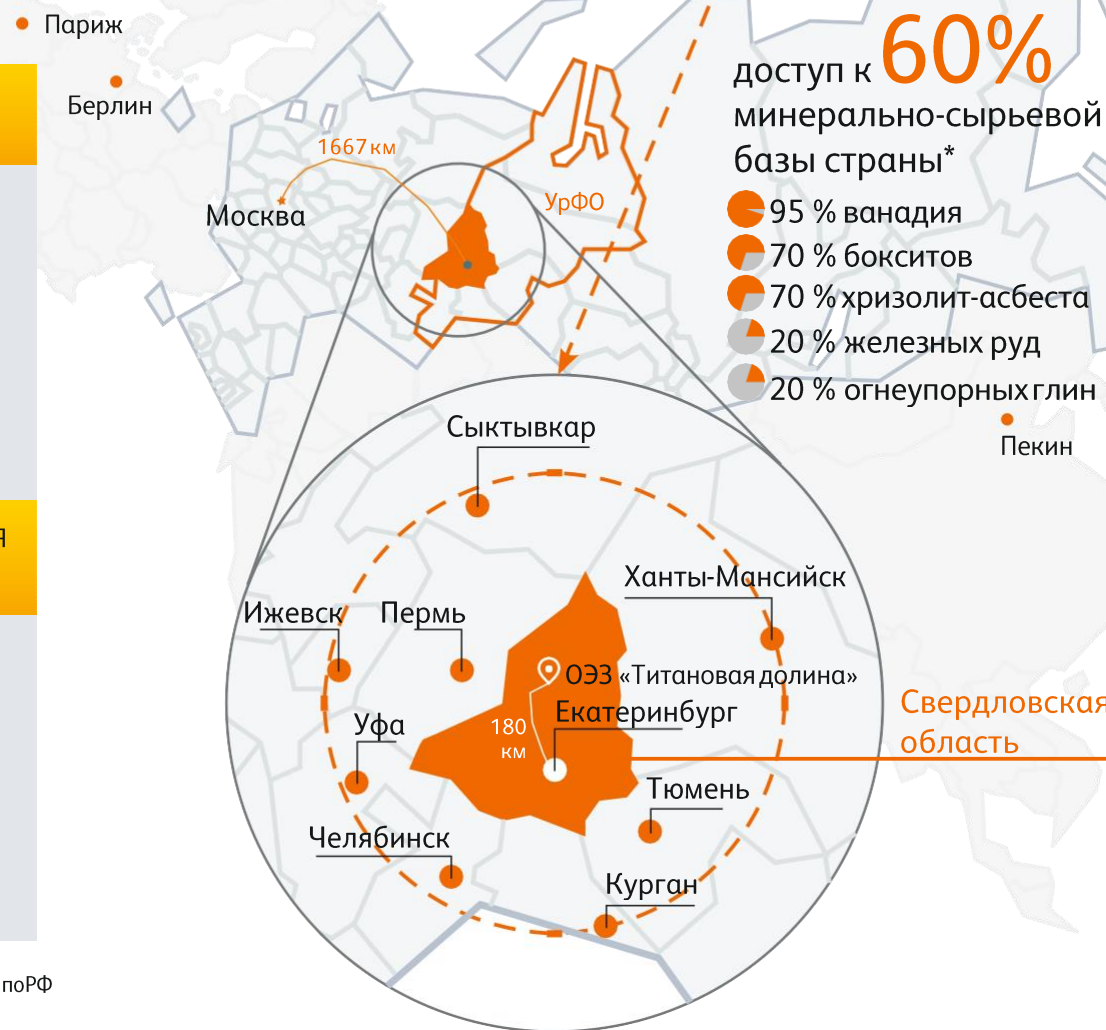 Париж
Берлин
1667 км
Москва
УрФО
доступ к 60%
минерально-сырьевой
базы страны*
95 % ванадия
70 % бокситов
70 % хризолит-асбеста
20 % железных руд
20 % огнеупорных глин
Пекин
Сыктывкар
Ханты-Мансийск
Ижевск
Пермь
ОЭЗ «Титановая долина»
Екатеринбург
180
км
Уфа
Свердловская
область
Тюмень
Челябинск
Курган
я
поРФ